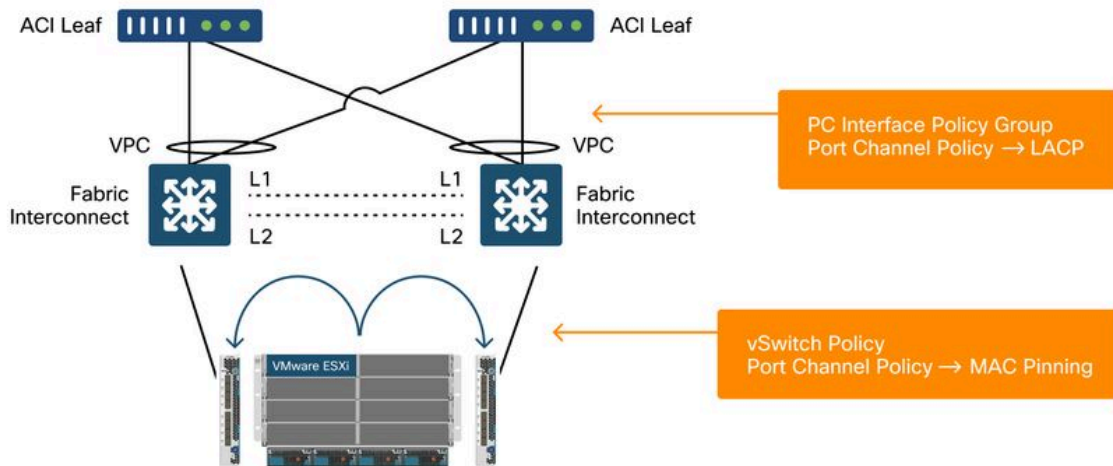 ACI Leaf
ACI Leaf
PC Interface Policy Group
Port Channel Policy → LACP
VPC
VPC
Fabric
Interconnect
L1
L1
L2
L2
Fabric
Interconnect
vSwitch Policy
Port Channel Policy → MAC Pinning
VMware ESXi